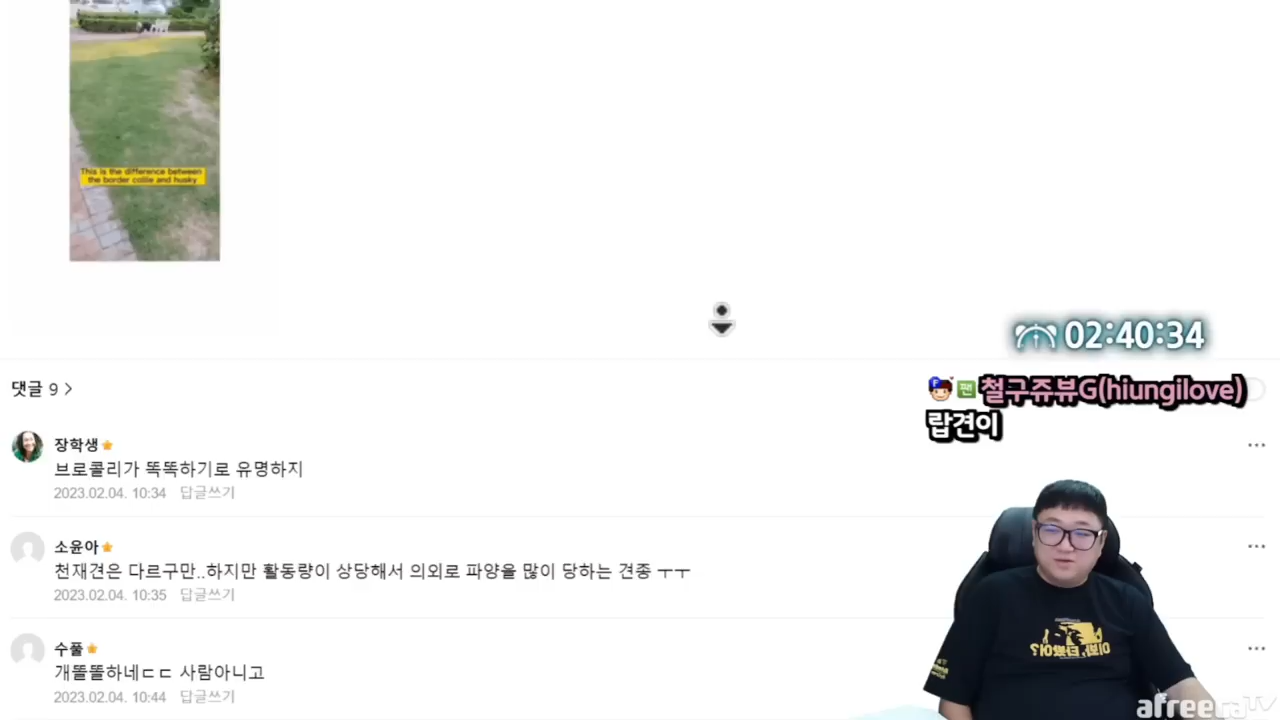 This is the difference between
the border collie and husky
02:40:34
댓글 9
F 팬 철구쥬뷰G(hiungilove)
랍견이
장학생
브로콜리가 똑똑하기로 유명하지
2023.02.04. 10:34 답글쓰기
소윤아
천재견은 다르구만..하지만 활동량이 상당해서 의외로 파양을 많이 당하는 견종 ㅜㅜ
2023.02.04. 10:35 답글쓰기
수풀
개똘똘하네ㄷㄷ 사람아니고
2023.02.04. 10:44 답글쓰기
afreecaTV